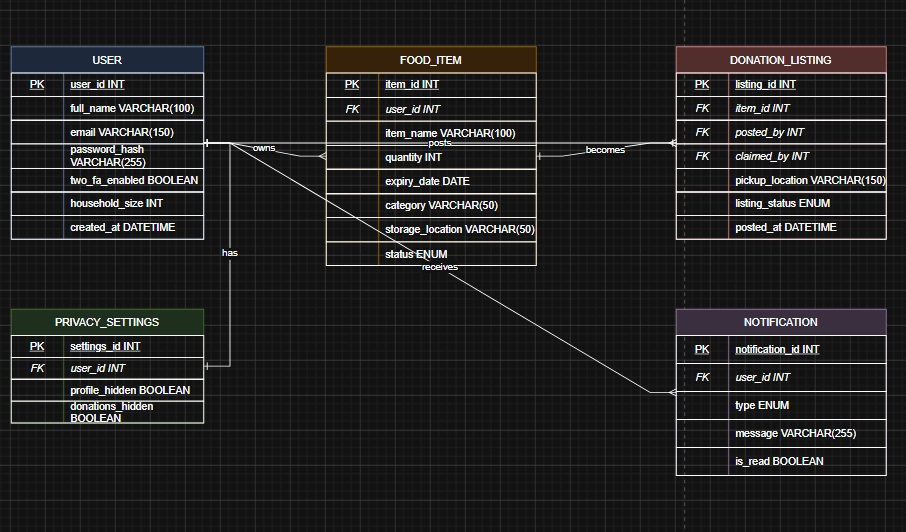 USER
PK user_id INT
full_name VARCHAR(100)
email VARCHAR(150)
password_hash
VARCHAR(255)
two_fa_enabled BOOLEAN
household_size INT
created_at DATETIME
FOOD_ITEM
PK item_id INT
FK user_id INT
item_name VARCHAR(100)
quantity INT
expiry_date DATE
category VARCHAR(50)
storage_location VARCHAR(50)
status ENUM
DONATION_LISTING
PK listing_id INT
FK item_id INT
FK posted_by INT
FK claimed_by INT
pickup_location VARCHAR(150)
listing_status ENUM
posted_at DATETIME
owns
posts
becomes
has
receives
PRIVACY_SETTINGS
PK settings_id INT
FK user_id INT
profile_hidden BOOLEAN
donations_hidden
BOOLEAN
NOTIFICATION
PK notification_id INT
FK user_id INT
type ENUM
message VARCHAR(255)
is_read BOOLEAN